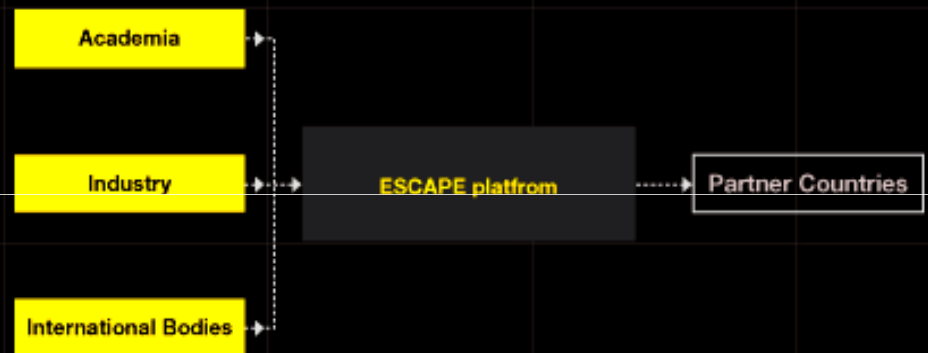 Academia
Industry
ESCAPE platfrom
Partner Countries
International Bodies